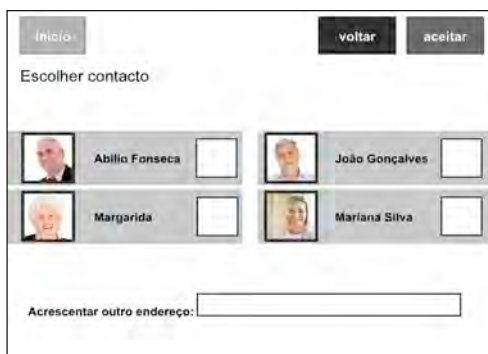 início
voltar
aceitar
Escolher contacto
Abílio Fonseca
João Gonçalves
Margarida
Mariana Silva
Acrescentar outro endereço: